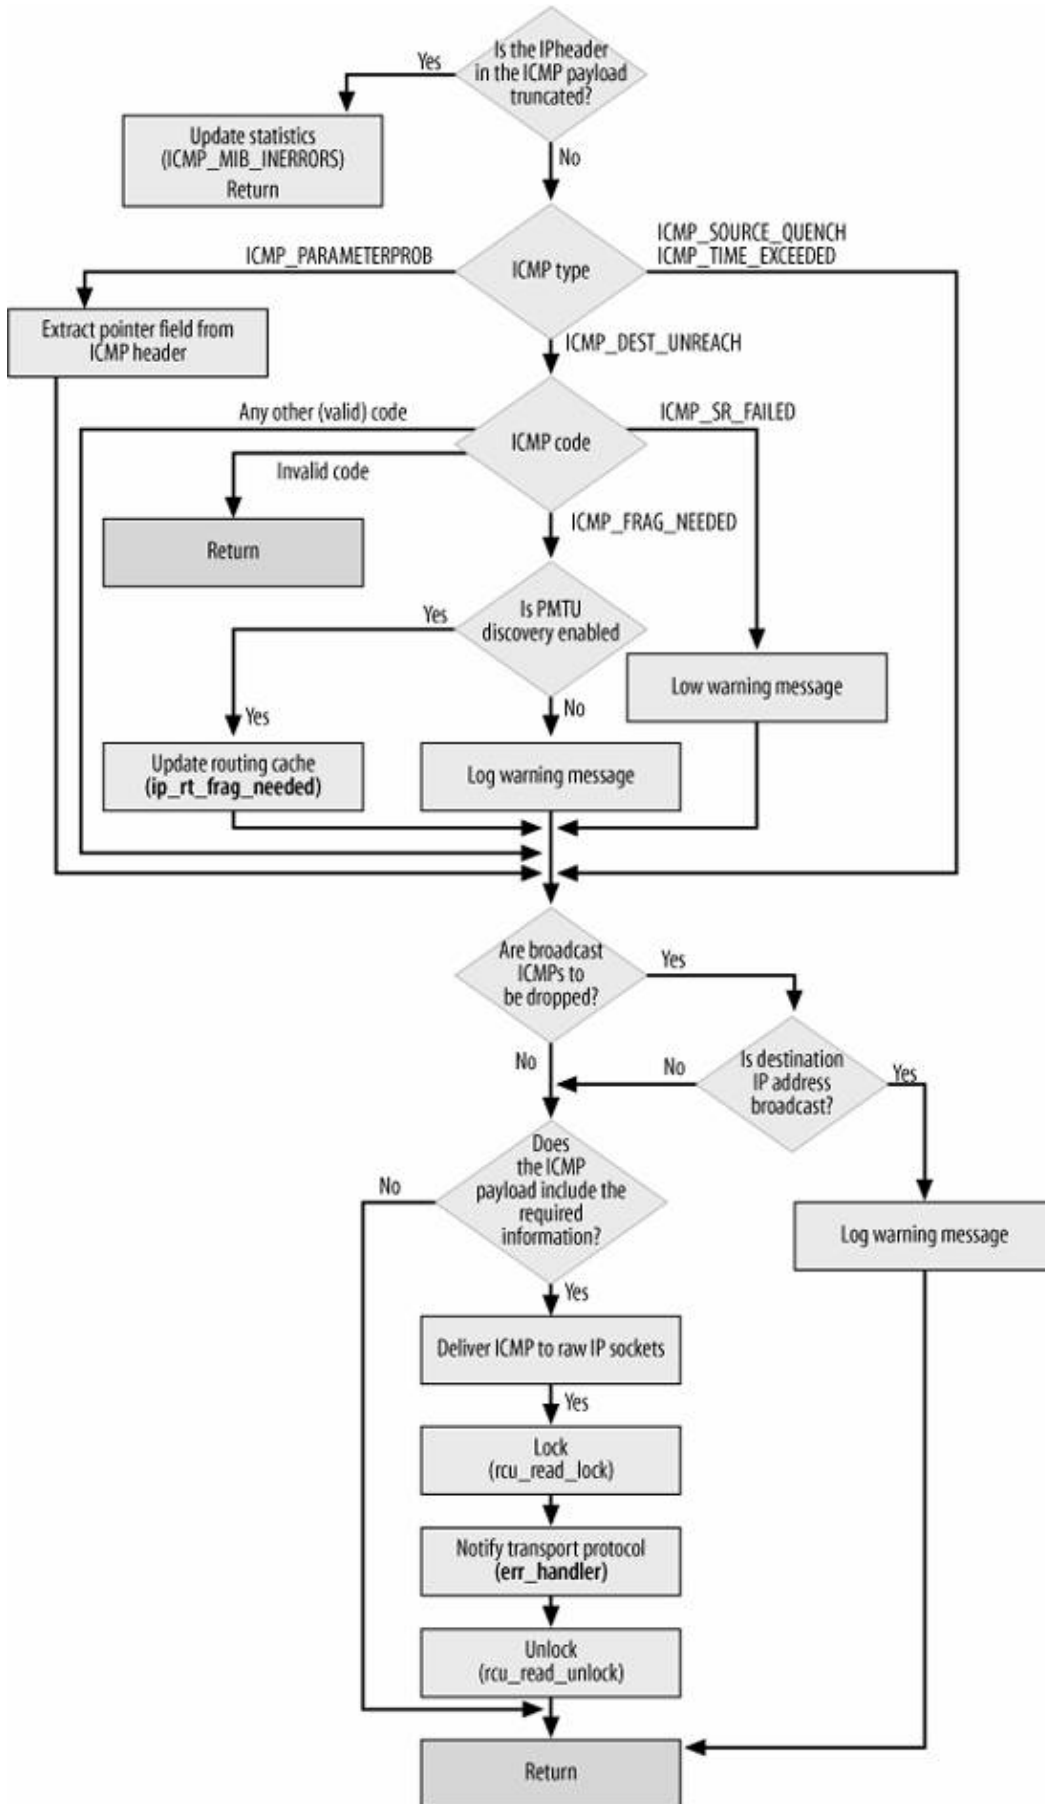 Is the IPheader
in the ICMP payload
truncated?
Yes
Update statistics
(ICMP_MIB_INERRORS)
Return
No
ICMP_SOURCE_QUENCH
ICMP_TIME_EXCEEDED
ICMP_PARAMETERPROB
ICMP type
Extract pointer field from
ICMP header
ICMP_DEST_UNREACH
Any other (valid) code
ICMP_SR_FAILED
ICMP code
Invalid code
ICMP_FRAG_NEEDED
Return
Is PMTU
discovery enabled
Yes
Low warning message
Yes
No
Update routing cache
(ip_rt_frag_needed)
Log warning message
Are broadcast
ICMPs to
be dropped?
Yes
No
No
Is destination
IP address
broadcast?
Yes
Does
the ICMP
payload include the
required
information?
No
Log warning message
Yes
Deliver ICMP to raw IP sockets
Yes
Lock
(rcu_read_lock)
Notify transport protocol
(err_handler)
Unlock
(rcu_read_unlock)
Return